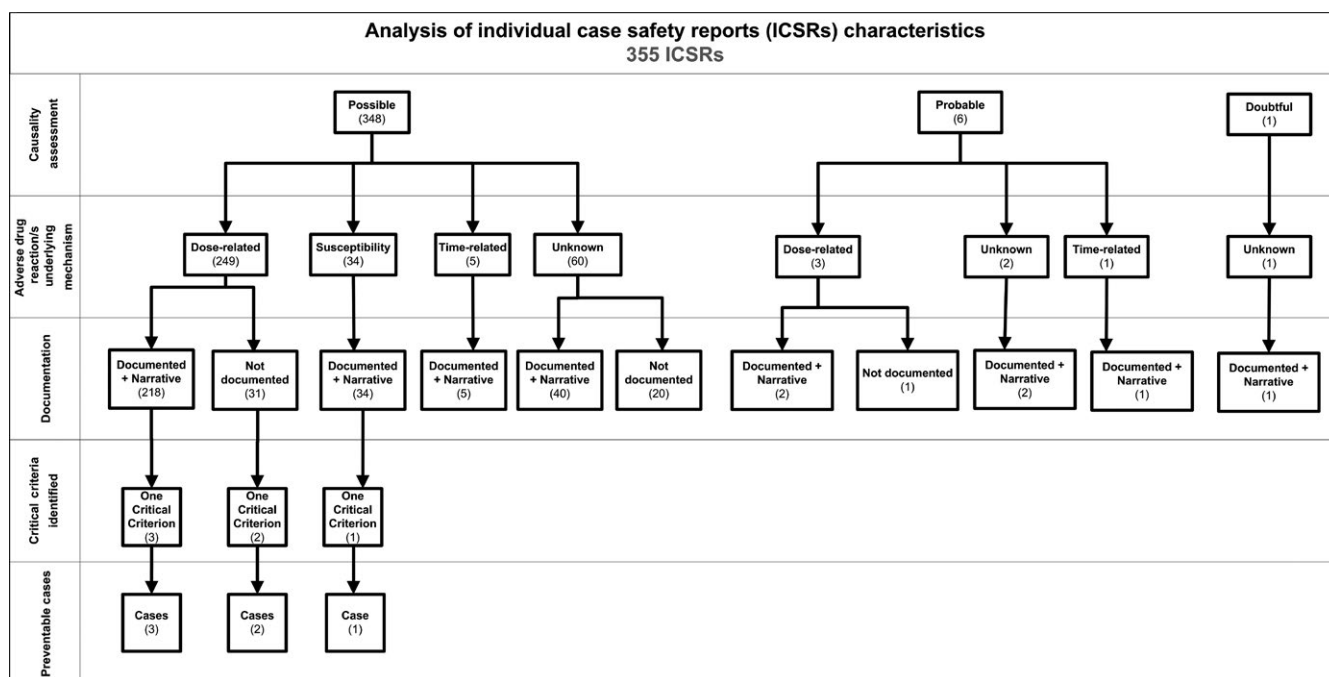 Analysis of individual case safety reports (ICSRs) characteristics
355 ICSRs
Causality
assessment
Possible
(348)
Probable
(6)
Doubtful
(1)
Adverse drug
reaction/s
underlying
mechanism
Dose-related
(249)
Susceptibility
(34)
Time-related
(5)
Unknown
(60)
Dose-related
(3)
Unknown
(2)
Time-related
(1)
Unknown
(1)
Documentation
Documented
+ Narrative
(218)
Not
documented
(31)
Documented
+ Narrative
(34)
Documented
+ Narrative
(5)
Documented
+ Narrative
(40)
Not
documented
(20)
Documented +
Narrative
(2)
Not documented
(1)
Documented +
Narrative
(2)
Documented +
Narrative
(1)
Documented +
Narrative
(1)
Critical criteria
identified
One
Critical
Criterion
(3)
One
Critical
Criterion
(2)
One
Critical
Criterion
(1)
Preventable cases
Cases
(3)
Cases
(2)
Case
(1)